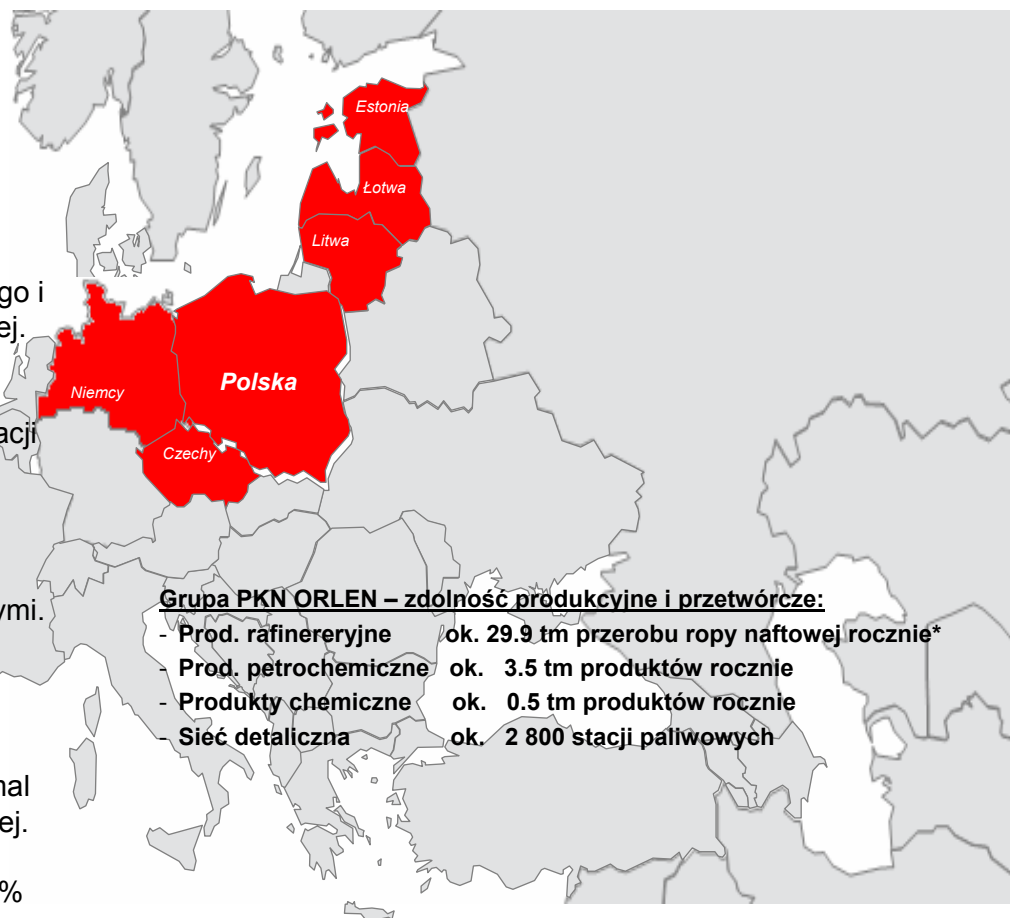 Estonia
Łotwa
Litwa
go i
ej.
Niemcy
Polska
acji
Czechy
ymi.
Grupa PKN ORLEN – zdolność produkcyjne i przetwórcze:
- Prod. rafinereryjne ok. 29.9 tm przerobu ropy naftowej rocznie*
- Prod. petrochemiczne ok. 3.5 tm produktów rocznie
- Produkty chemiczne ok. 0.5 tm produktów rocznie
- Sieć detaliczna ok. 2 800 stacji paliwowych
nal
ej.
%